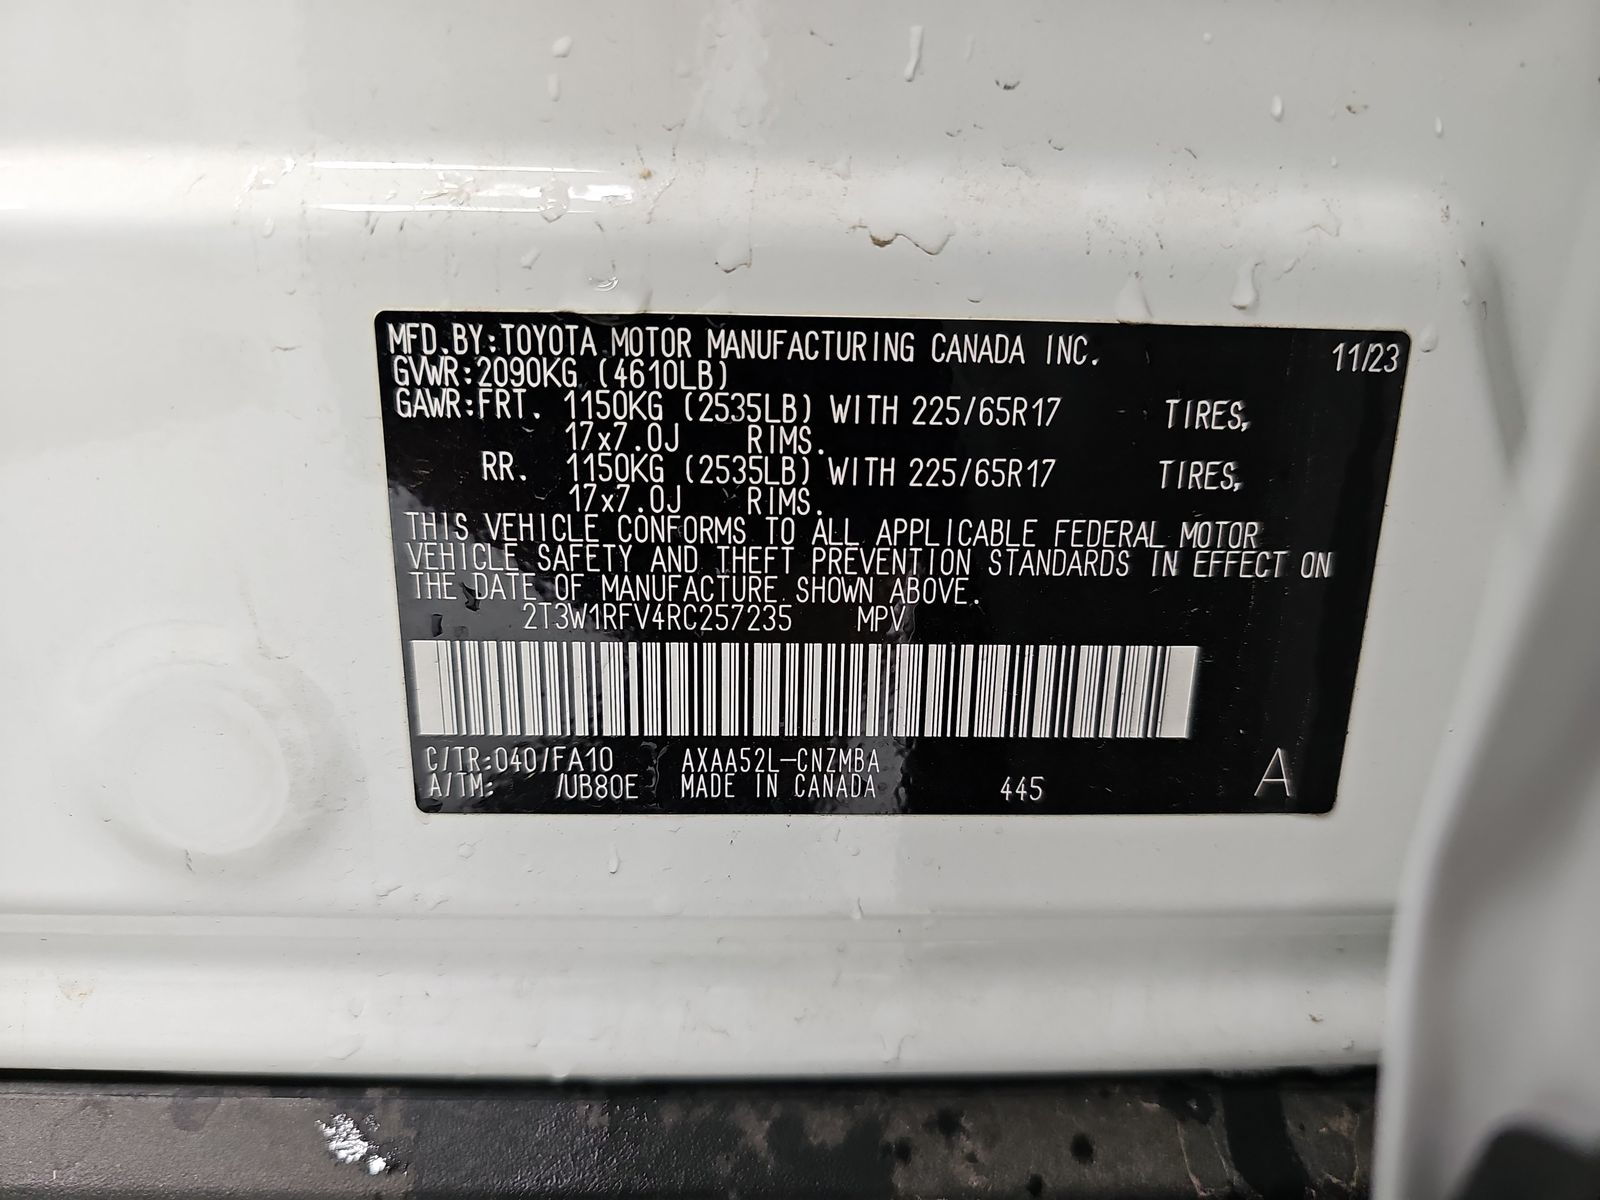 MFD.BY:TOYOTA MOTOR MANUFACTURING CANADA INC. 11/23
GVWR:2090KG (4610LB)
GAWR:FRT. 1150KG (2535LB) WITH 225/65R17 TIRES,
17x7.0J RIMS.
RR. 1150KG (2535LB) WITH 225/65R17 TIRES,
17x7.0J RIMS.
THIS VEHICLE CONFORMS TO ALL APPLICABLE FEDERAL MOTOR
VEHICLE SAFETY AND THEFT PREVENTION STANDARDS IN EFFECT ON
THE DATE OF MANUFACTURE SHOWN ABOVE.
2T3W1RFV4RC257235 MPV
C/TR:040/FA10 AXAA52L-CNZMBA
A/TM: /UB80E MADE IN CANADA 445 A